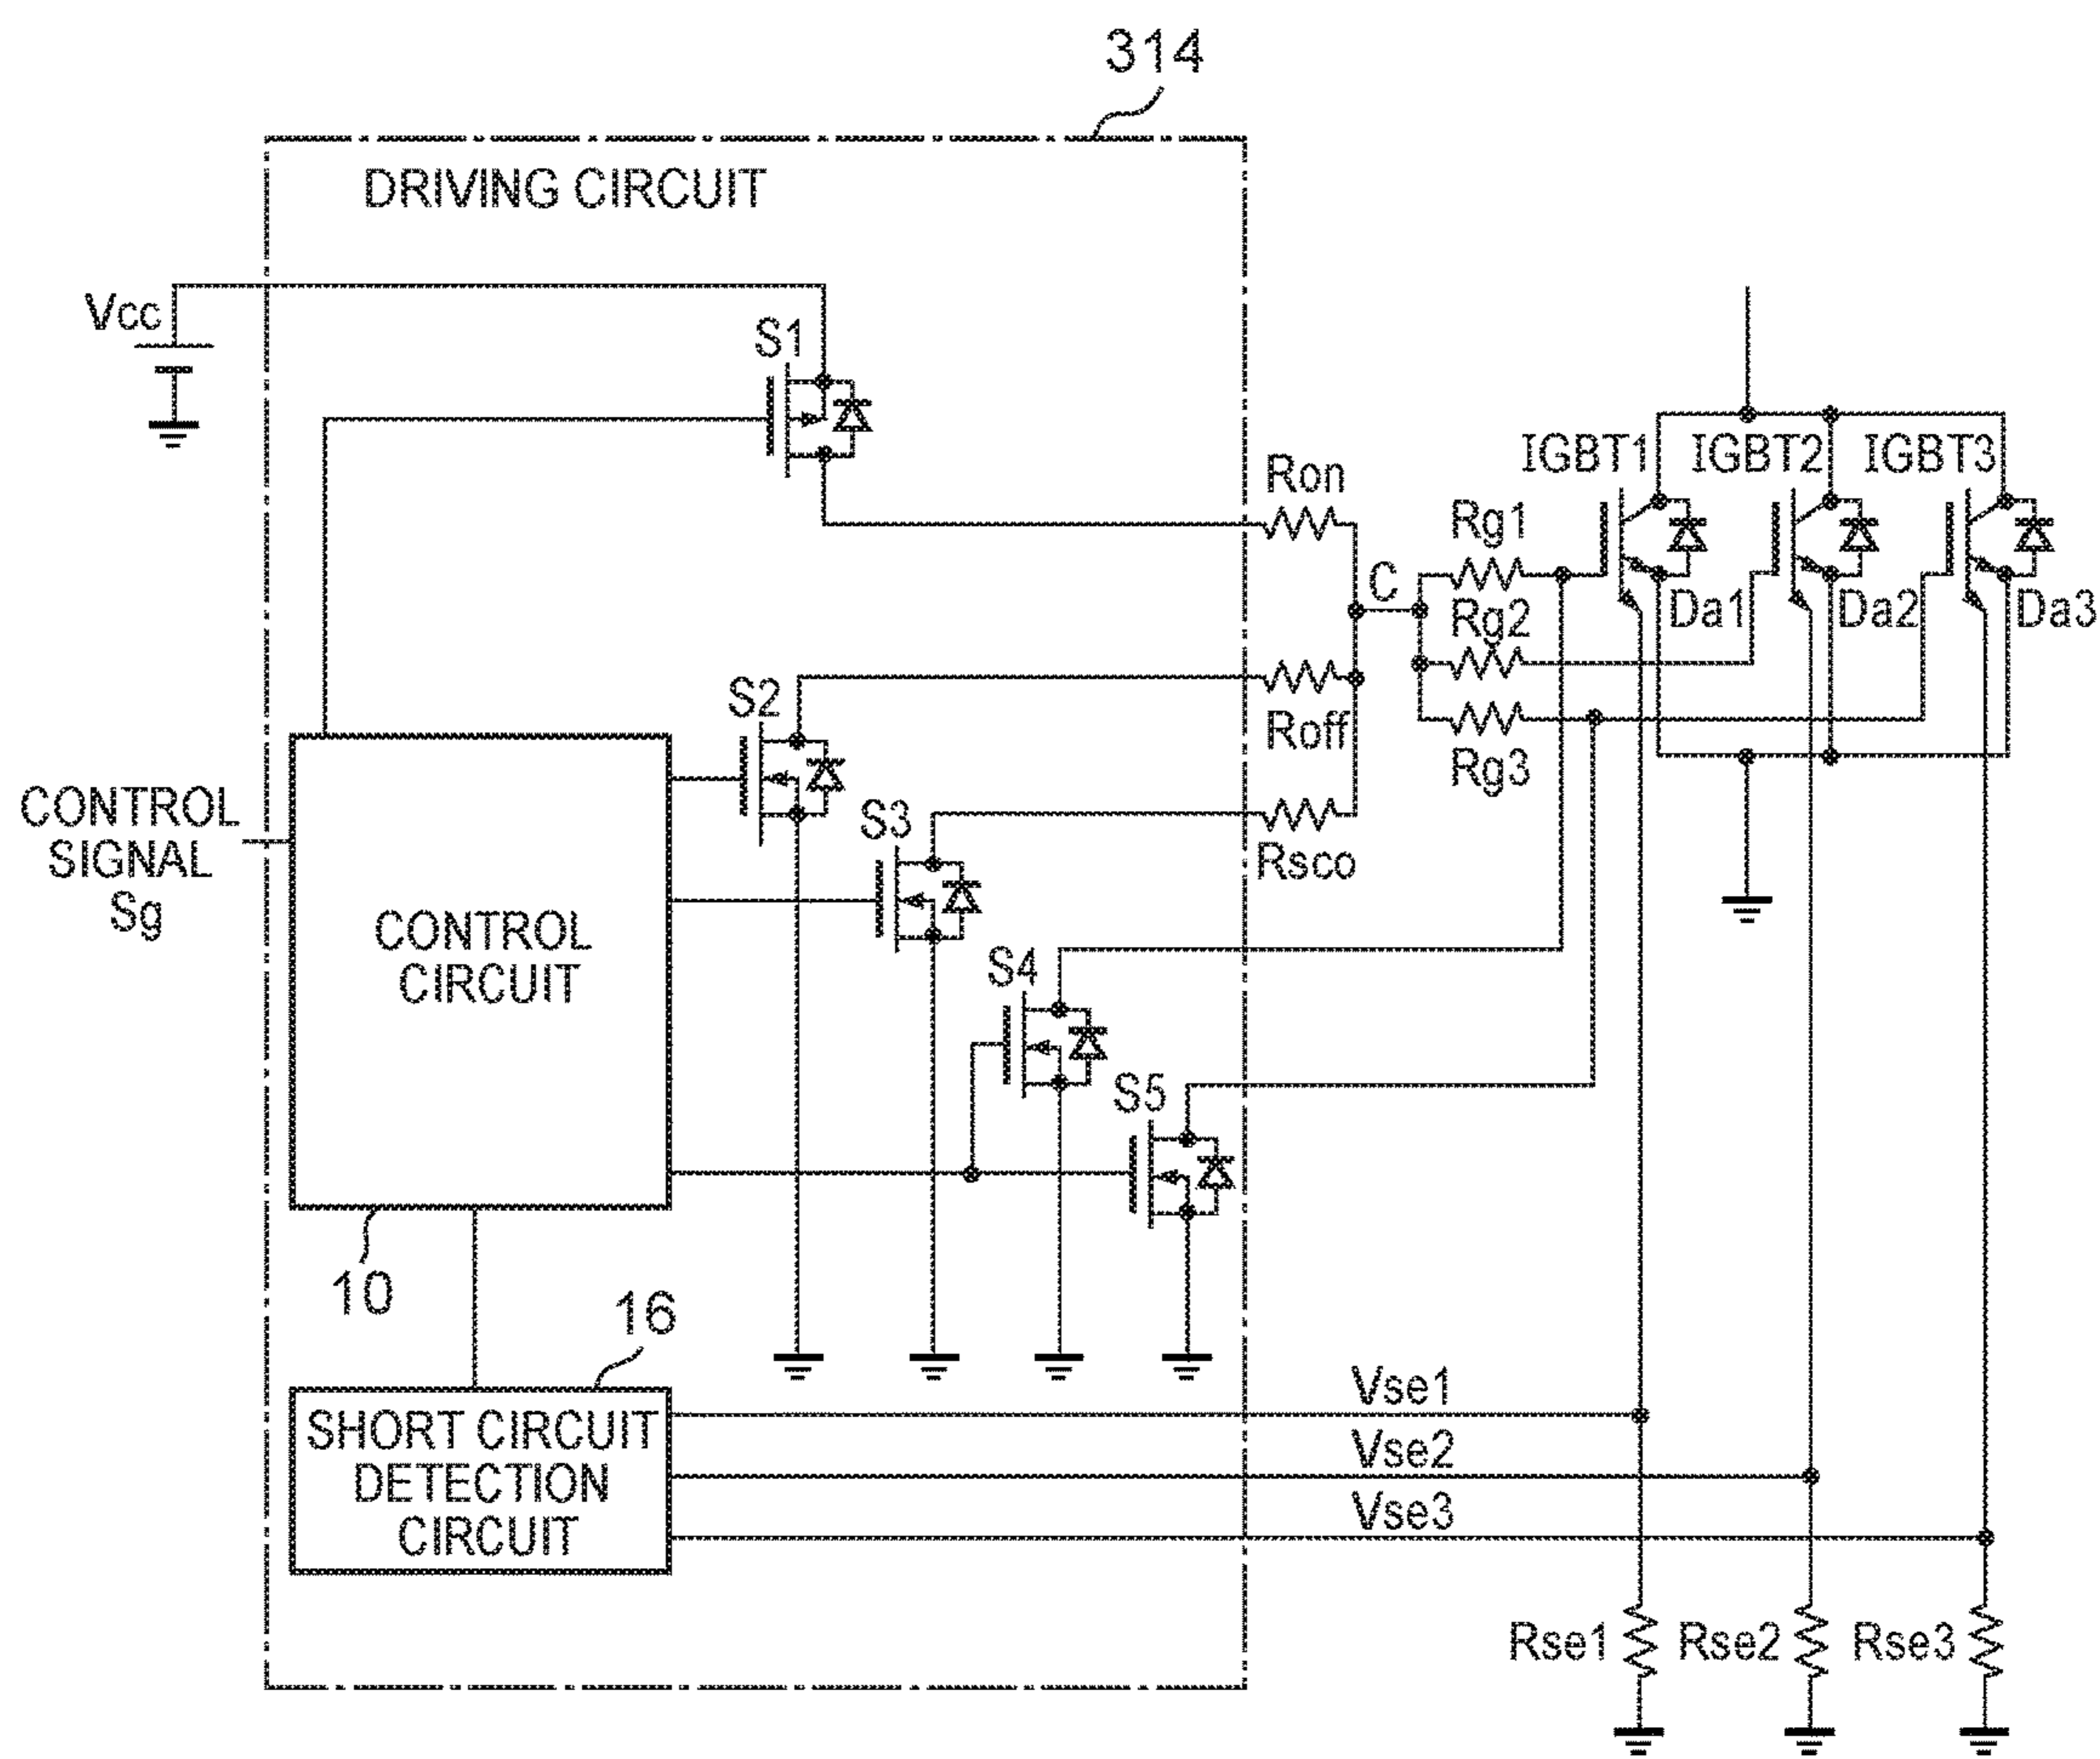 314
DRIVING CIRCUIT
Vcc
S1
Ron
IGBT1 IGBT2 IGBT3
Rg1
C
Rg2
Da1 Da2 Da3
S2
Roff
Rg3
CONTROL
SIGNAL
Sg
S3
Rsco
CONTROL
CIRCUIT
S4
S5
10
16
SHORT CIRCUIT
DETECTION
CIRCUIT
Vse1
Vse2
Vse3
Rse1 Rse2 Rse3